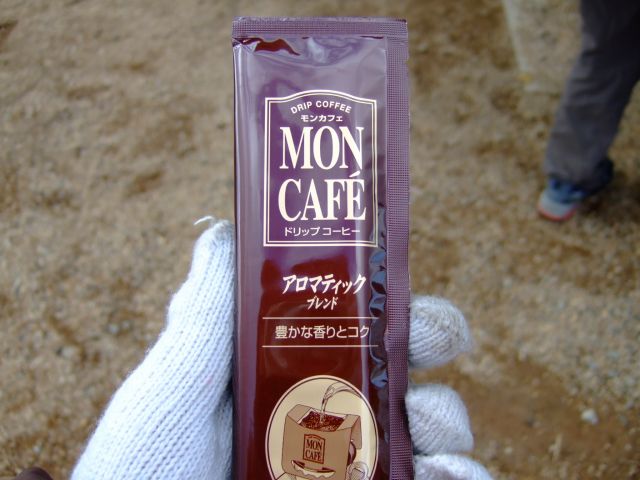 DRIP COFFEE
モンカフェ
MON
CAFÉ
ドリップ コーヒー
アロマティック
ブレンド
豊かな香りとコク
MON
CAFÉ